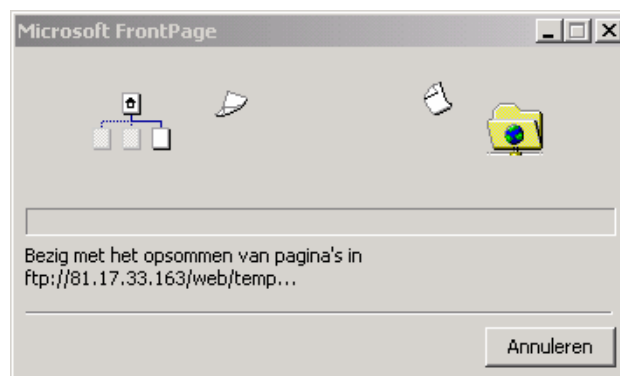 Microsoft FrontPage
Bezig met het opsommen van pagina's in
ftp://81.17.33.163/web/temp...
Annuleren